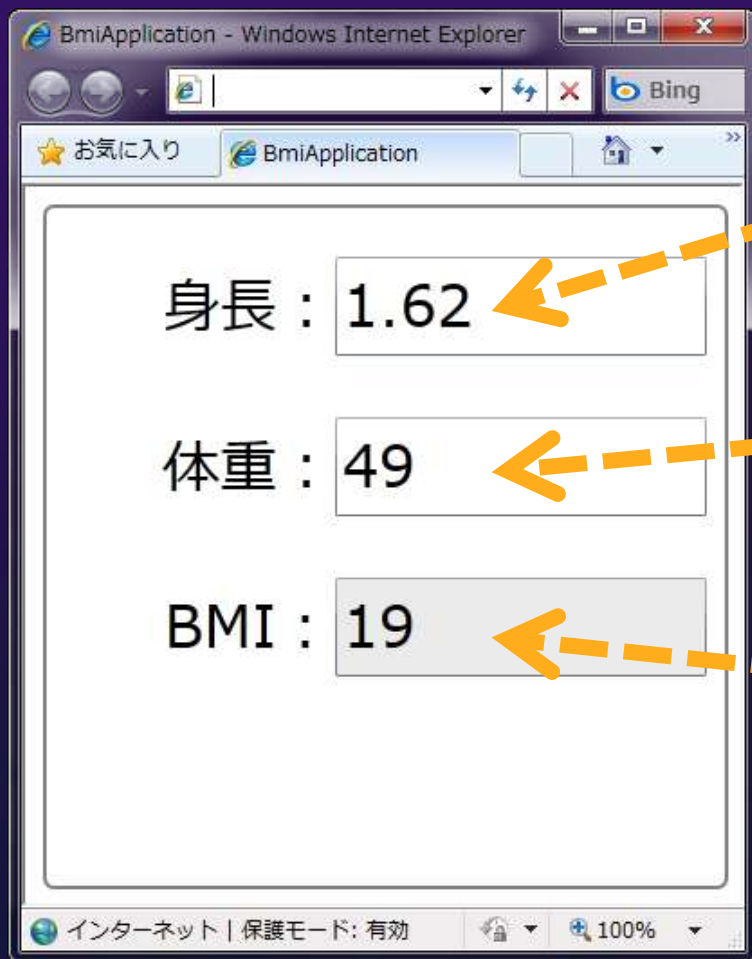 BmiApplication - Windows Internet Explorer
Bing
お気に入り BmiApplication »
身長：1.62
体重：49
BMI：19
インターネット | 保護モード: 有効 100%